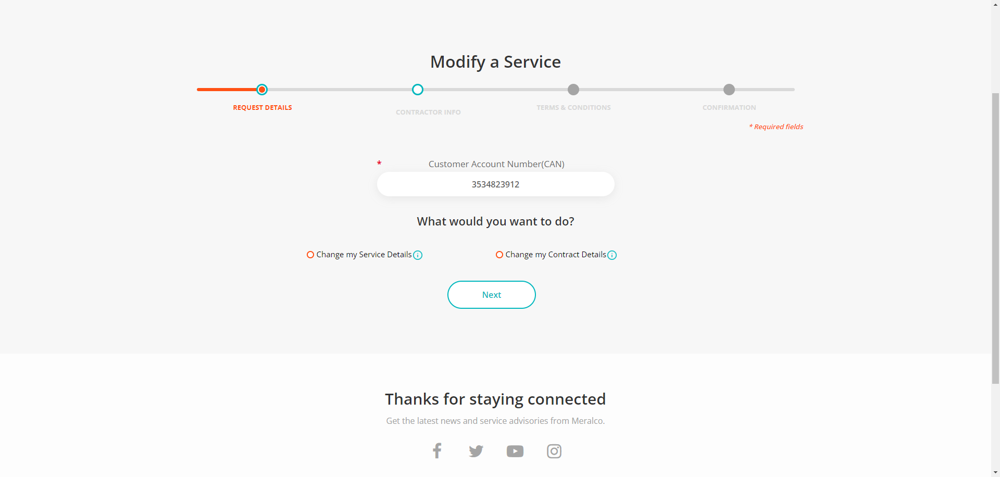 Modify a Service
REQUEST DETAILS
CONTRACTOR INFO
TERMS & CONDITIONS
CONFIRMATION
* Required fields
* Customer Account Number(CAN)
3534823912
What would you want to do?
Change my Service Details
Change my Contract Details
Next
Thanks for staying connected
Get the latest news and service advisories from Meralco.